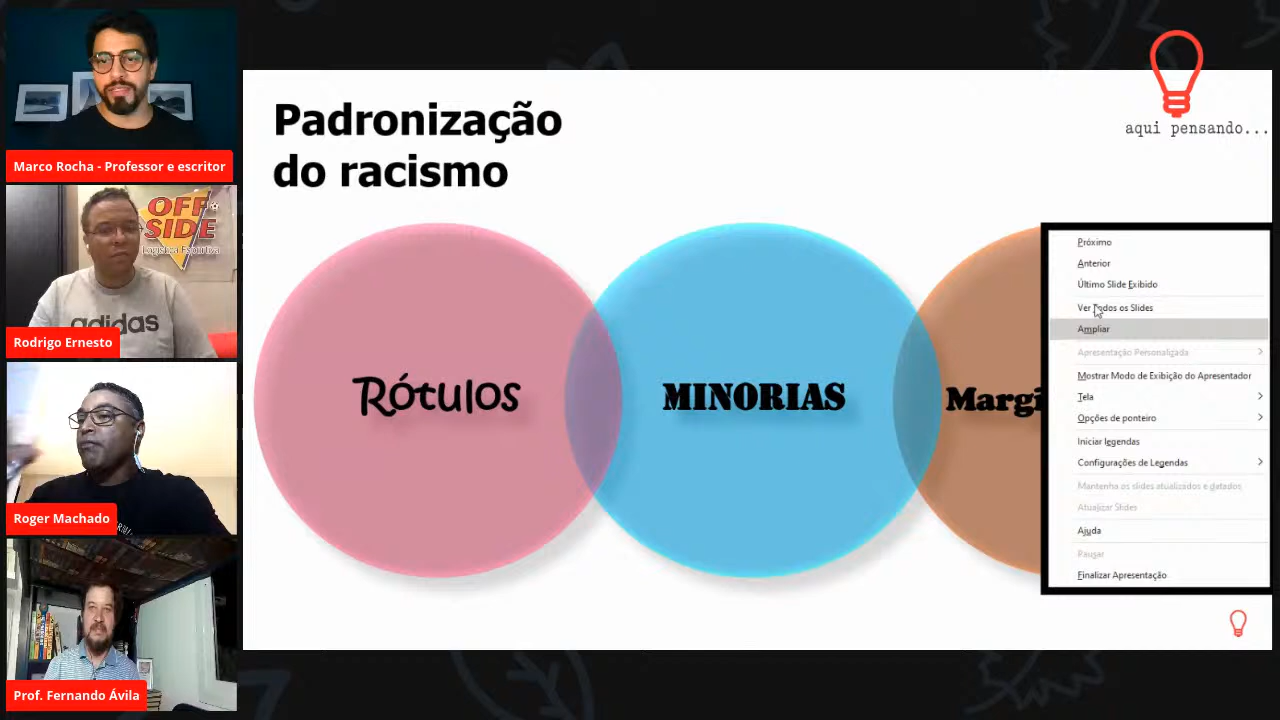 Marco Rocha - Professor e escritor
OFF
SIDE
Logística Esportiva
adidas
Rodrigo Ernesto
Roger Machado
Prof. Fernando Ávila
Padronização
do racismo
aqui pensando...
Rótulos
MINORIAS
Margi
Próximo
Anterior
Último Slide Exibido
Ver Todos os Slides
Ampliar
Apresentação Personalizada
Mostrar Modo de Exibição do Apresentador
Tela
Opções de ponteiro
Iniciar legendas
Configurações de Legendas
Mantenha os slides atualizados e datados
Atualizar Slides
Ajuda
Pausar
Finalizar Apresentação